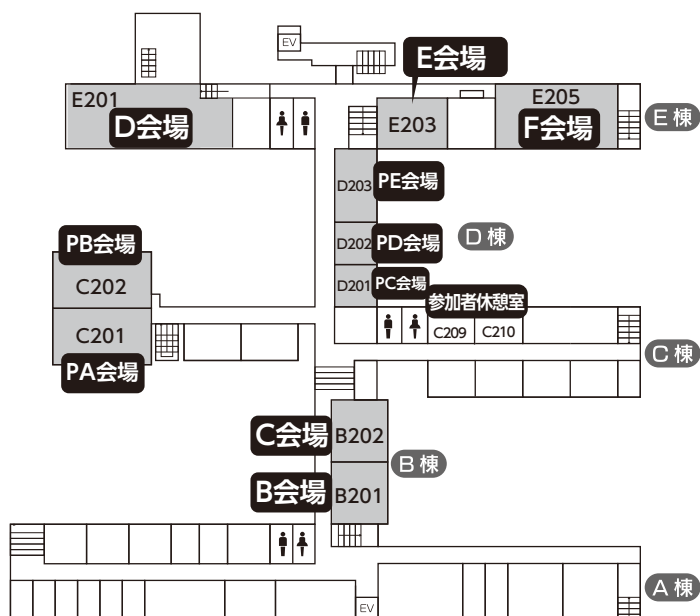 EV
E会場
E201
D会場
E203
E205
F会場
E棟
D203
PE会場
D202
PD会場
D棟
D201
PC会場
参加者休憩室
C209
C210
PB会場
C202
C201
PA会場
C棟
C会場
B202
B棟
B会場
B201
A棟
EV